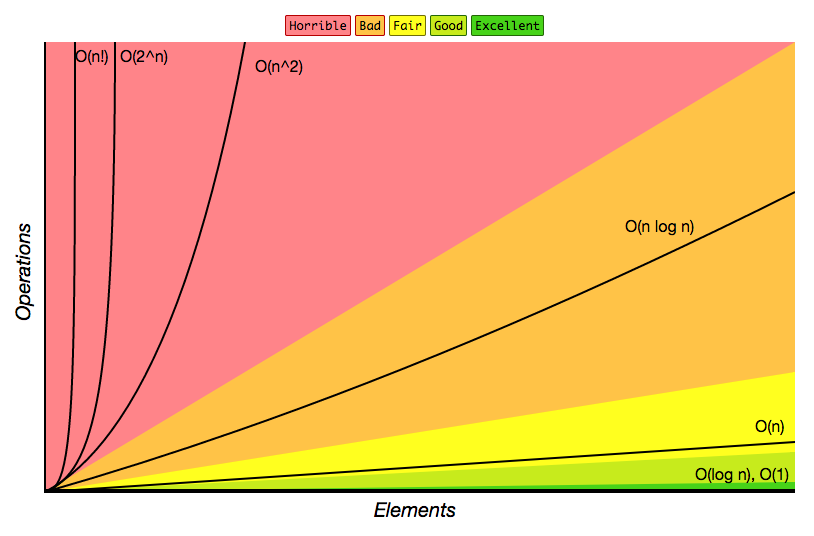 Horrible Bad Fair Good Excellent
O(n!) O(2^n)
O(n^2)
O(n log n)
Operations
O(n)
O(log n), O(1)
Elements